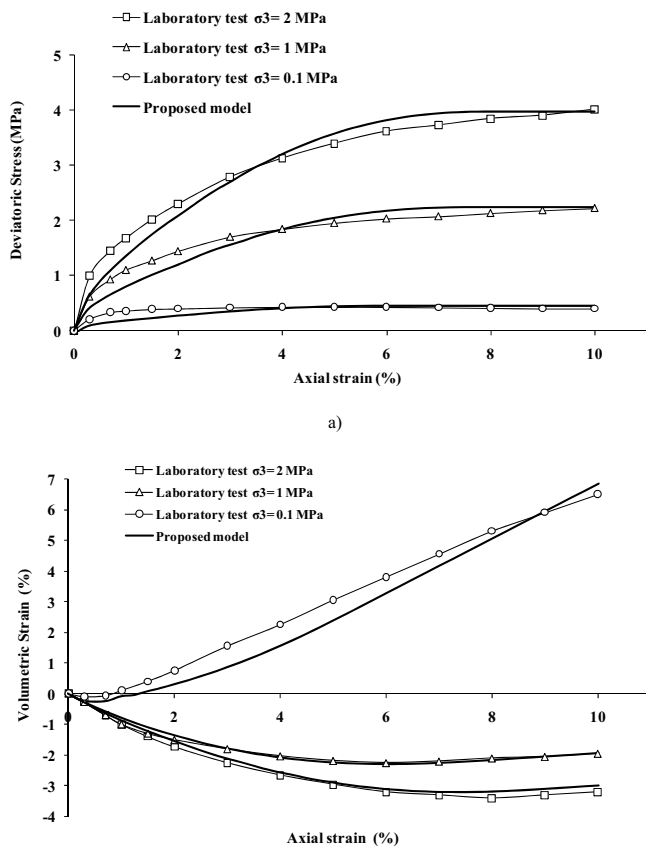 Laboratory test σ3= 2 MPa
Laboratory test σ3= 1 MPa
Laboratory test σ3= 0.1 MPa
Proposed model
Deviatoric Stress (MPa)
5
4
3
2
1
0
0 2 4 6 8 10
Axial strain (%)
a)
Laboratory test σ3= 2 MPa
Laboratory test σ3= 1 MPa
Laboratory test σ3= 0.1 MPa
Proposed model
Volumetric Strain (%)
7
6
5
4
3
2
1
0
-1
-2
-3
-4
0 2 4 6 8 10
Axial strain (%)